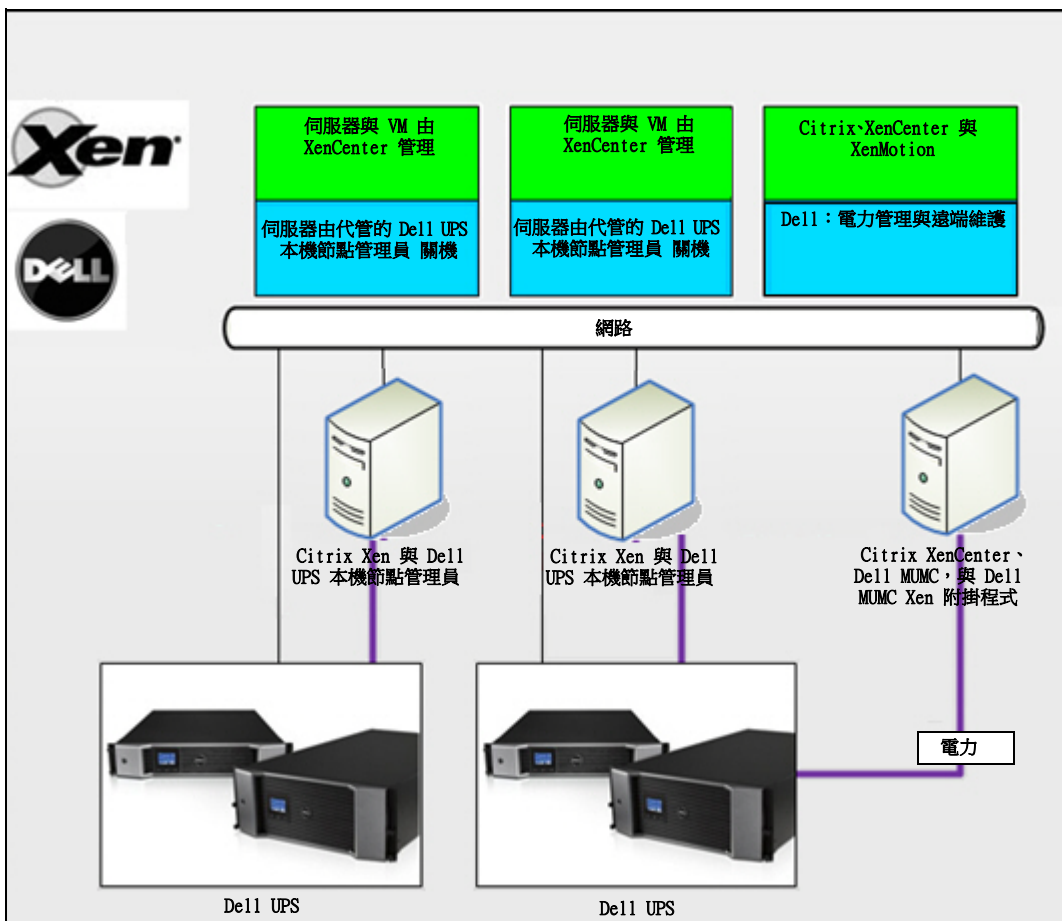 Xen
DELL
伺服器與 VM 由
XenCenter 管理
伺服器由代管的 Dell UPS
本機節點管理員 關機
伺服器與 VM 由
XenCenter 管理
伺服器由代管的 Dell UPS
本機節點管理員 關機
Citrix、XenCenter 與
XenMotion
Dell：電力管理與遠端維護
網路
Citrix Xen 與 Dell
UPS 本機節點管理員
Citrix Xen 與 Dell
UPS 本機節點管理員
Citrix XenCenter、
Dell MUMC，與 Dell
MUMC Xen 附掛程式
電力
Dell UPS
Dell UPS